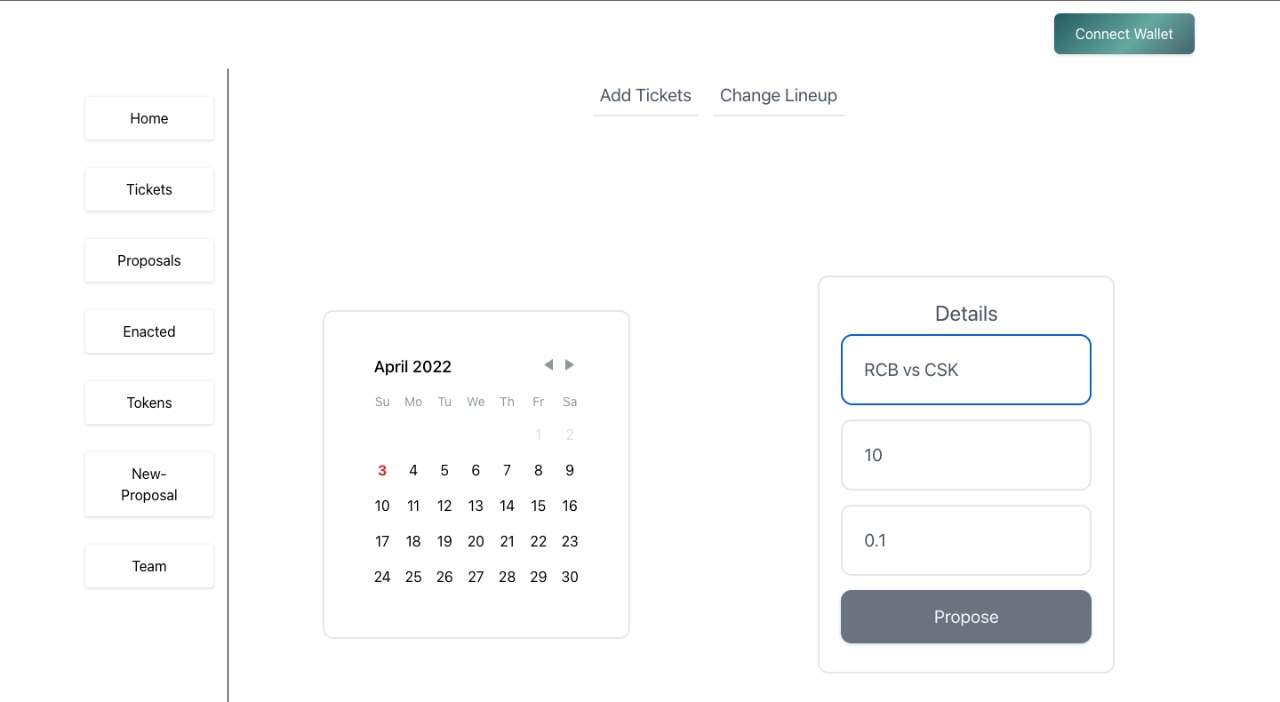 Connect Wallet
Add Tickets Change Lineup
Home
Tickets
Proposals
Enacted
Tokens
New-
Proposal
Team
April 2022
Su Mo Tu We Th Fr Sa
1 2
3 4 5 6 7 8 9
10 11 12 13 14 15 16
17 18 19 20 21 22 23
24 25 26 27 28 29 30
Details
RCB vs CSK
10
0.1
Propose